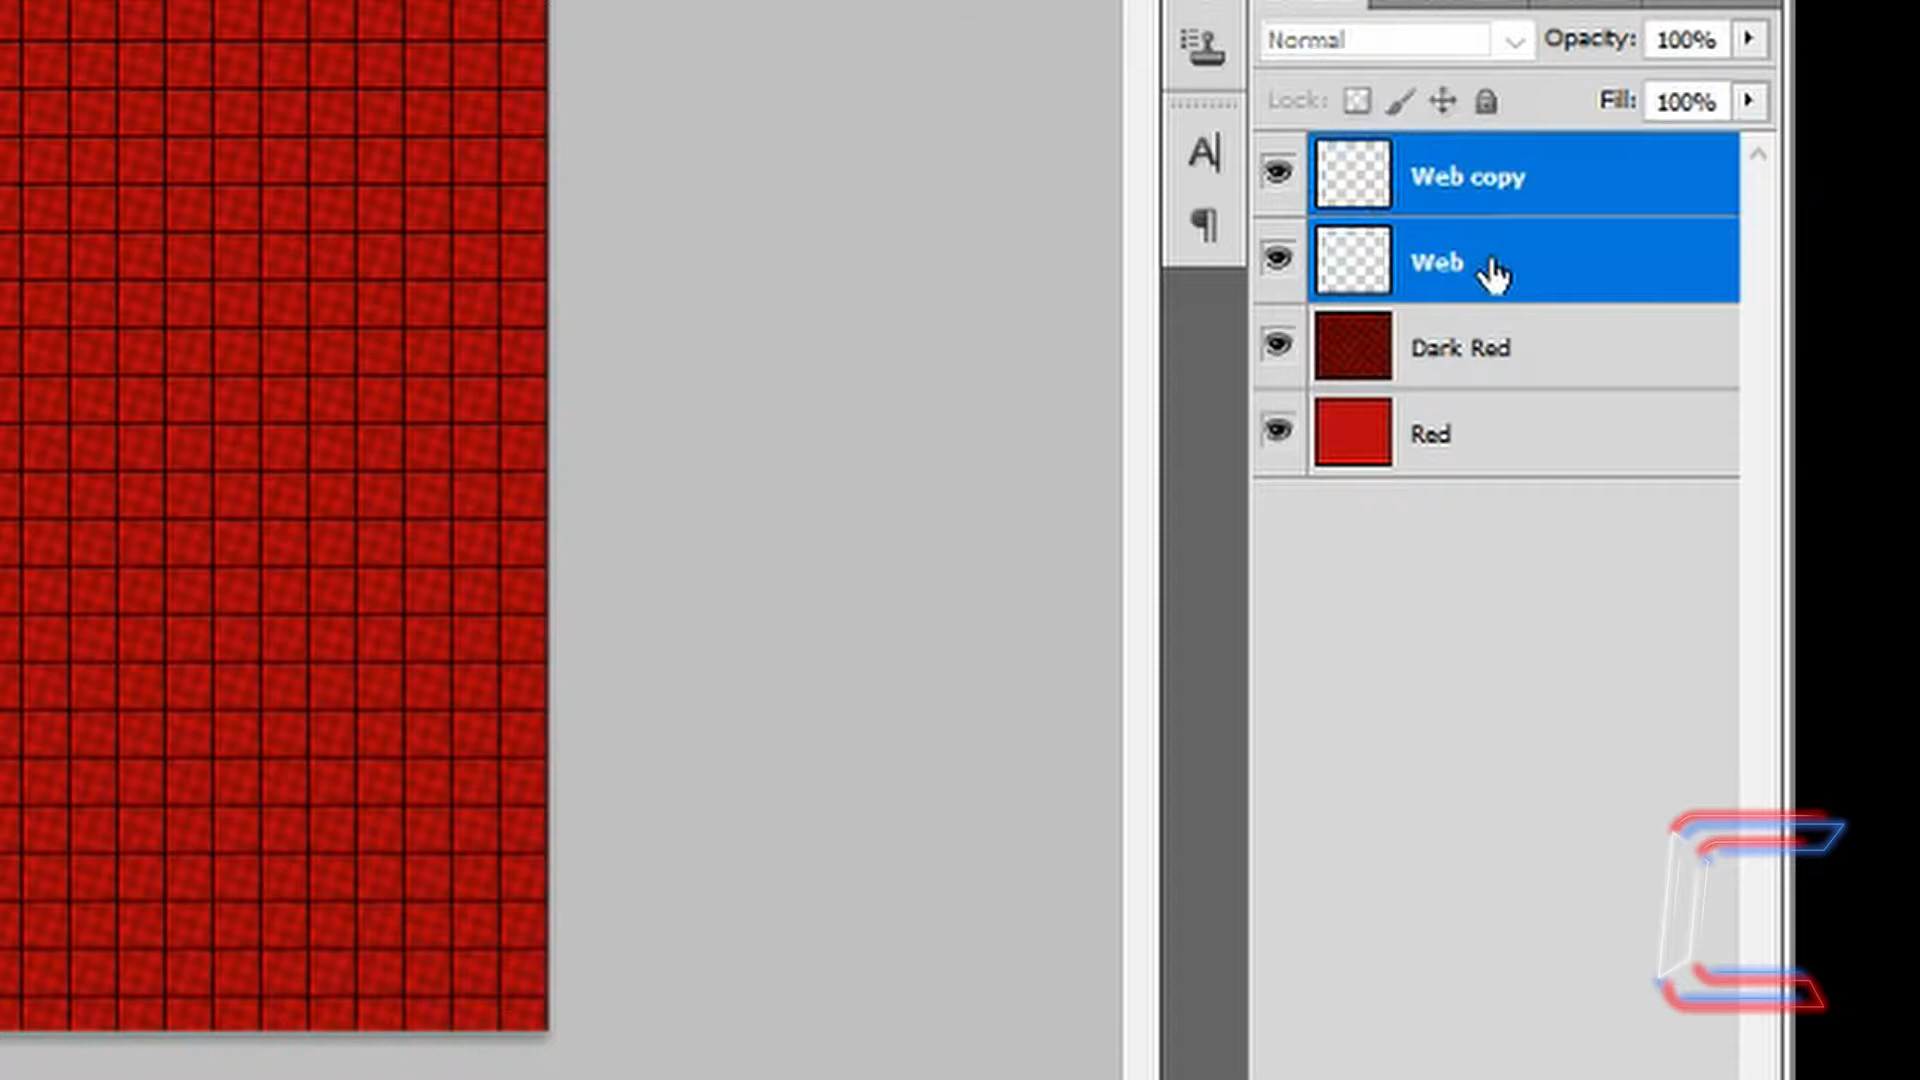 Normal Opacity: 100%
Lock: Fill: 100%
A
Web copy
Web
Dark Red
Red